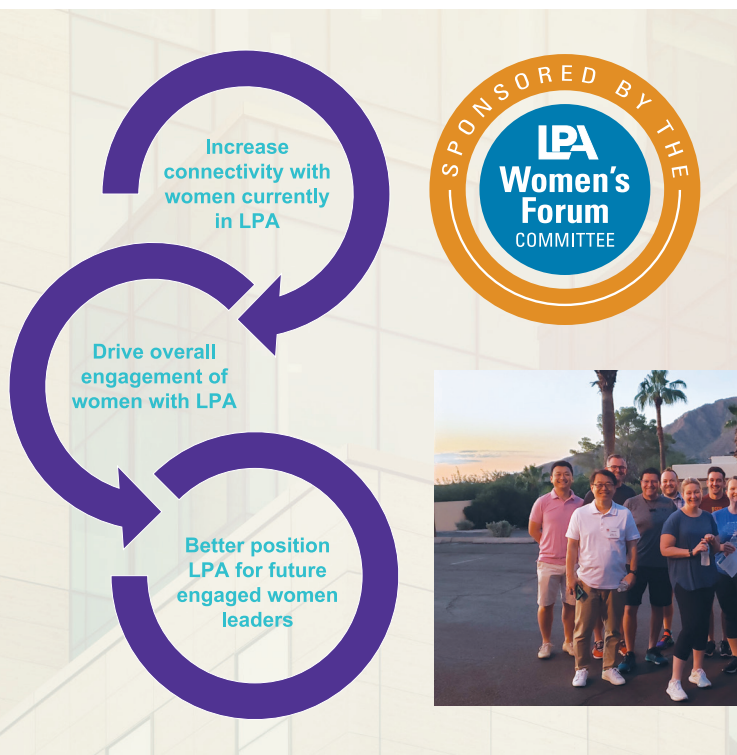 Increase
connectivity with
women currently
in LPA
SPONSORED BY THE
LPA
Women's
Forum
COMMITTEE
Drive overall
engagement of
women with LPA
Better position
LPA for future
engaged women
leaders